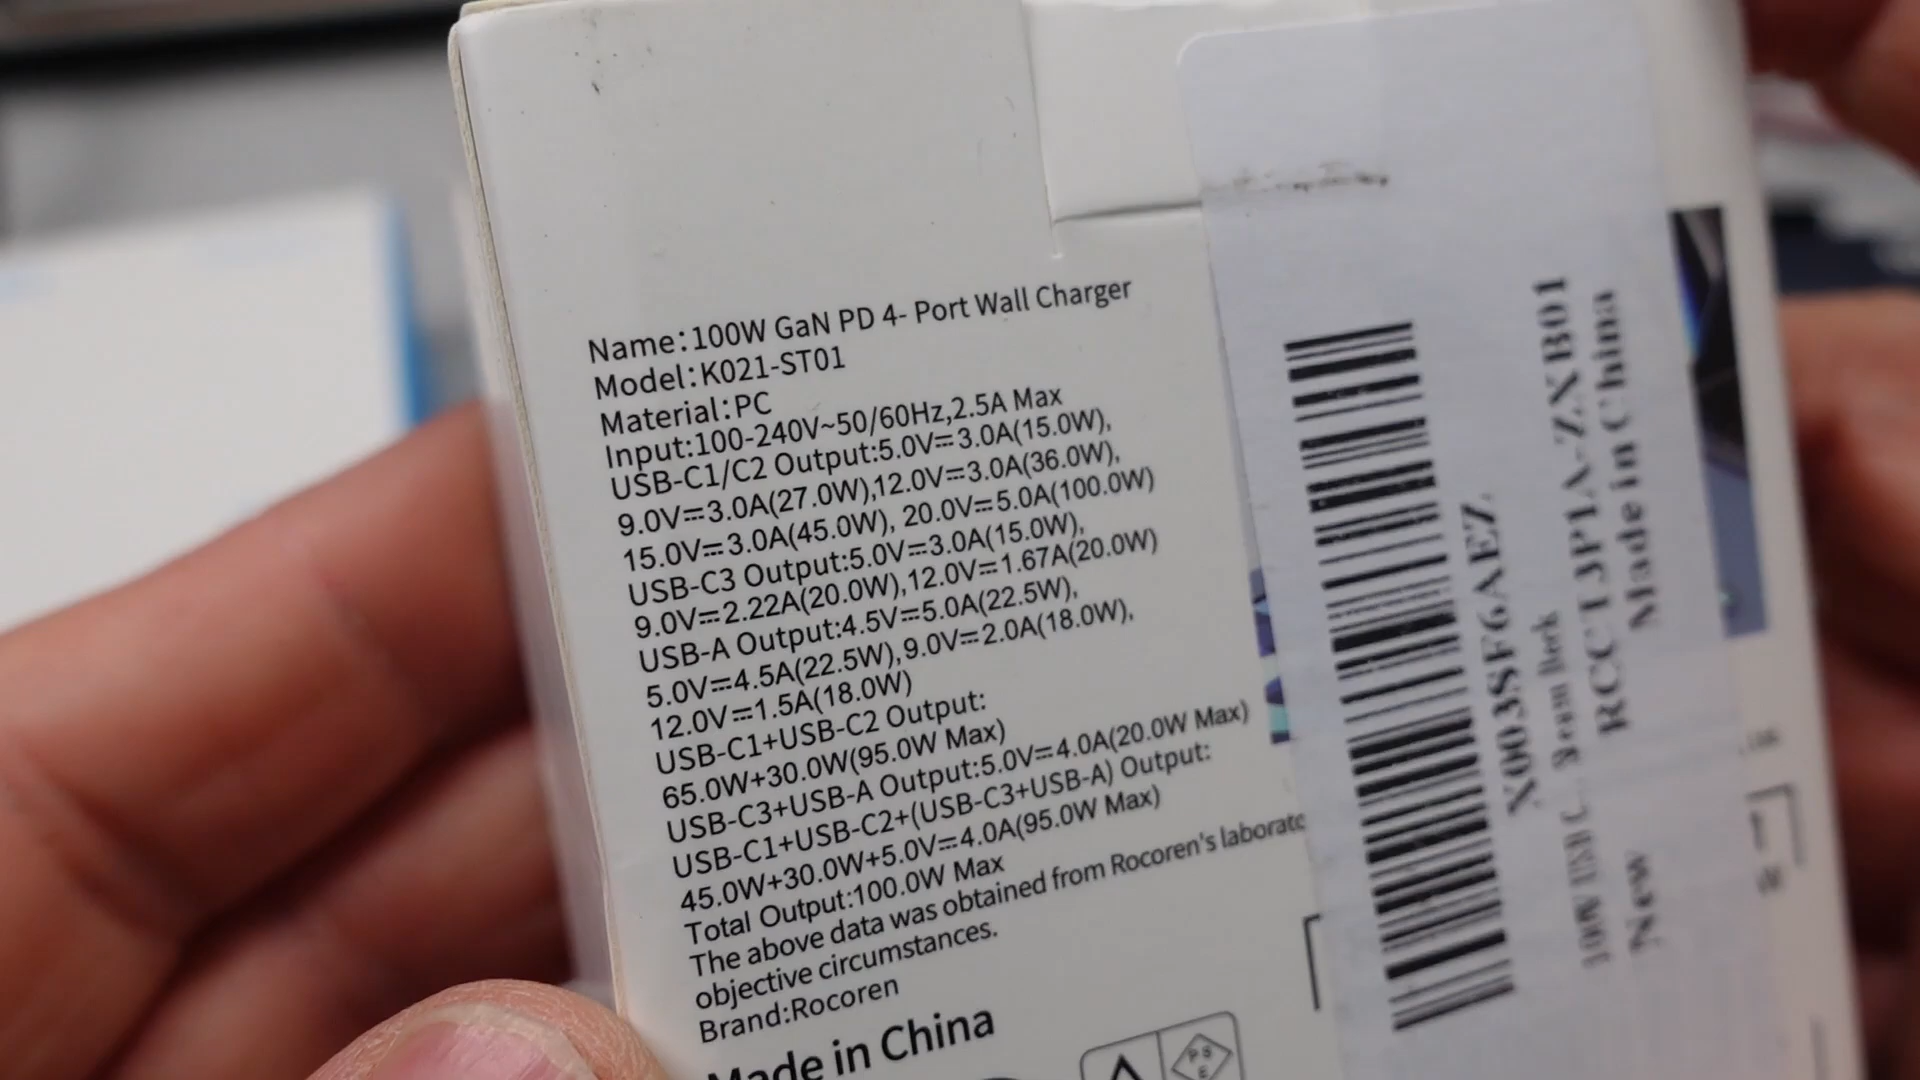 Name:100W GaN PD 4- Port Wall Charger
Model:K021-ST01
Material:PC
Input:100-240V~50/60Hz,2.5A Max
USB-C1/C2 Output:5.0V⎓3.0A(15.0W),
9.0V⎓3.0A(27.0W),12.0V⎓3.0A(36.0W),
15.0V⎓3.0A(45.0W), 20.0V⎓5.0A(100.0W)
USB-C3 Output:5.0V⎓3.0A(15.0W),
9.0V⎓2.22A(20.0W),12.0V⎓1.67A(20.0W)
USB-A Output:4.5V⎓5.0A(22.5W),
5.0V⎓4.5A(22.5W),9.0V⎓2.0A(18.0W),
12.0V⎓1.5A(18.0W)
USB-C1+USB-C2 Output:
65.0W+30.0W(95.0W Max)
USB-C3+USB-A Output:5.0V⎓4.0A(20.0W Max)
USB-C1+USB-C2+(USB-C3+USB-A) Output:
45.0W+30.0W+5.0V⎓4.0A(95.0W Max)
Total Output:100.0W Max
The above data was obtained from Rocoren's laborato
objective circumstances.
Brand:Rocoren
Made in China
PS
E
X003SF6AEZ
100W USB C
New
Made in China